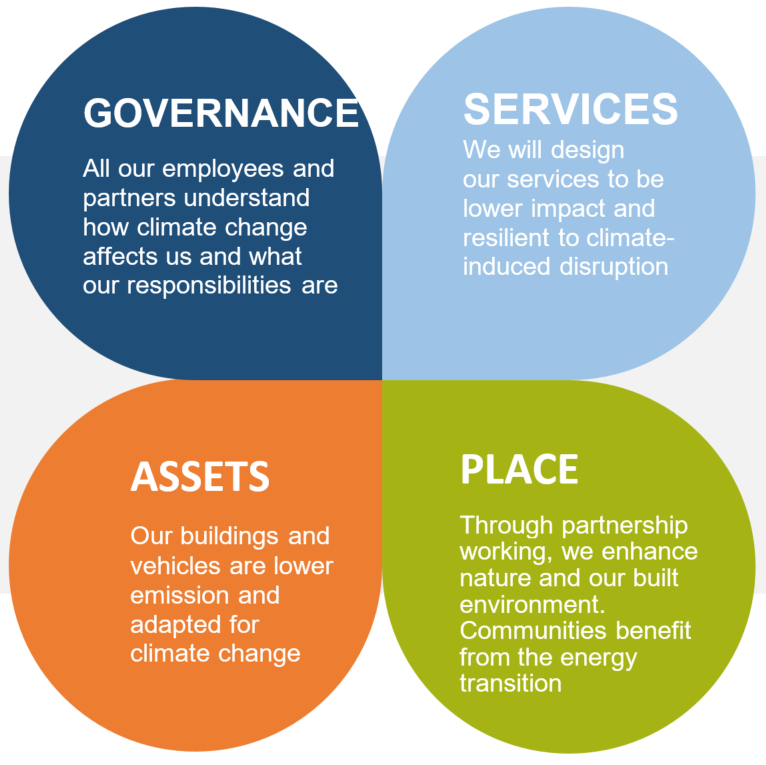 GOVERNANCE
All our employees and
partners understand
how climate change
affects us and what
our responsibilities are
SERVICES
We will design
our services to be
lower impact and
resilient to climate-
induced disruption
ASSETS
Our buildings and
vehicles are lower
emission and
adapted for
climate change
PLACE
Through partnership
working, we enhance
nature and our built
environment.
Communities benefit
from the energy
transition